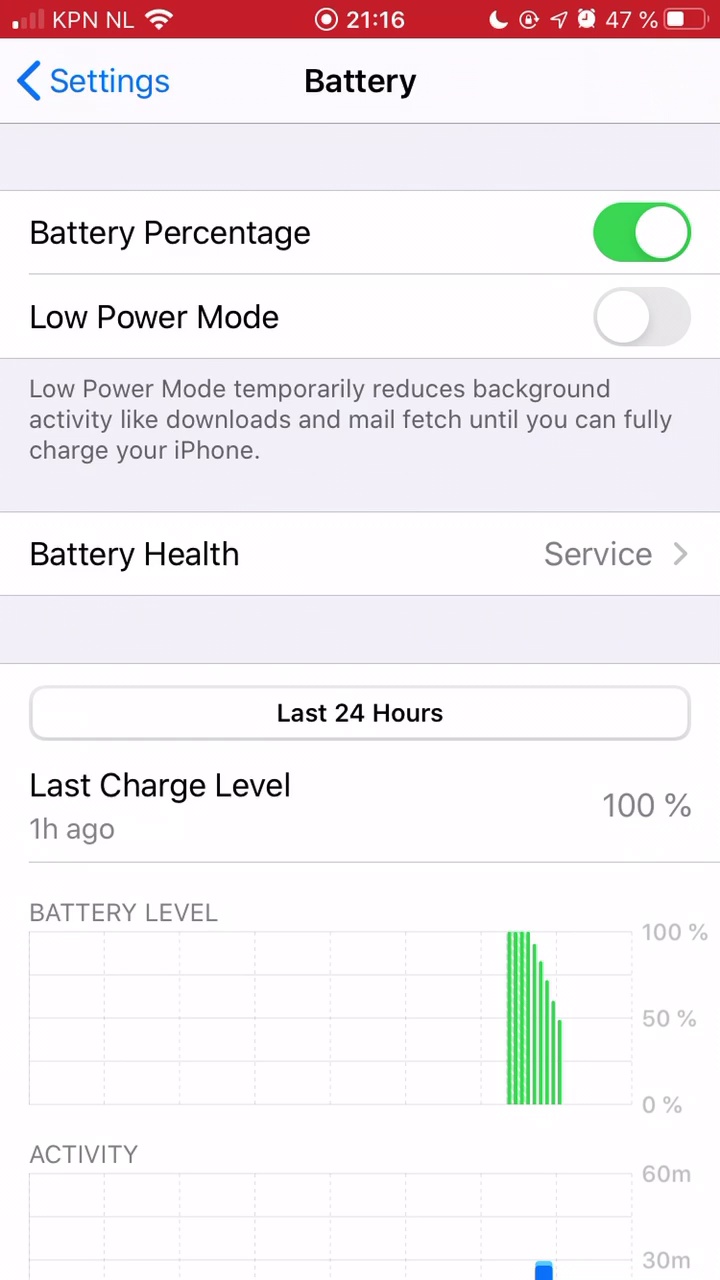 KPN NL 21:16 47 %
Settings Battery
Battery Percentage
Low Power Mode
Low Power Mode temporarily reduces background
activity like downloads and mail fetch until you can fully
charge your iPhone.
Battery Health Service
Last 24 Hours
Last Charge Level
100 %
1h ago
BATTERY LEVEL
100 %
50 %
0 %
ACTIVITY
60m
30m